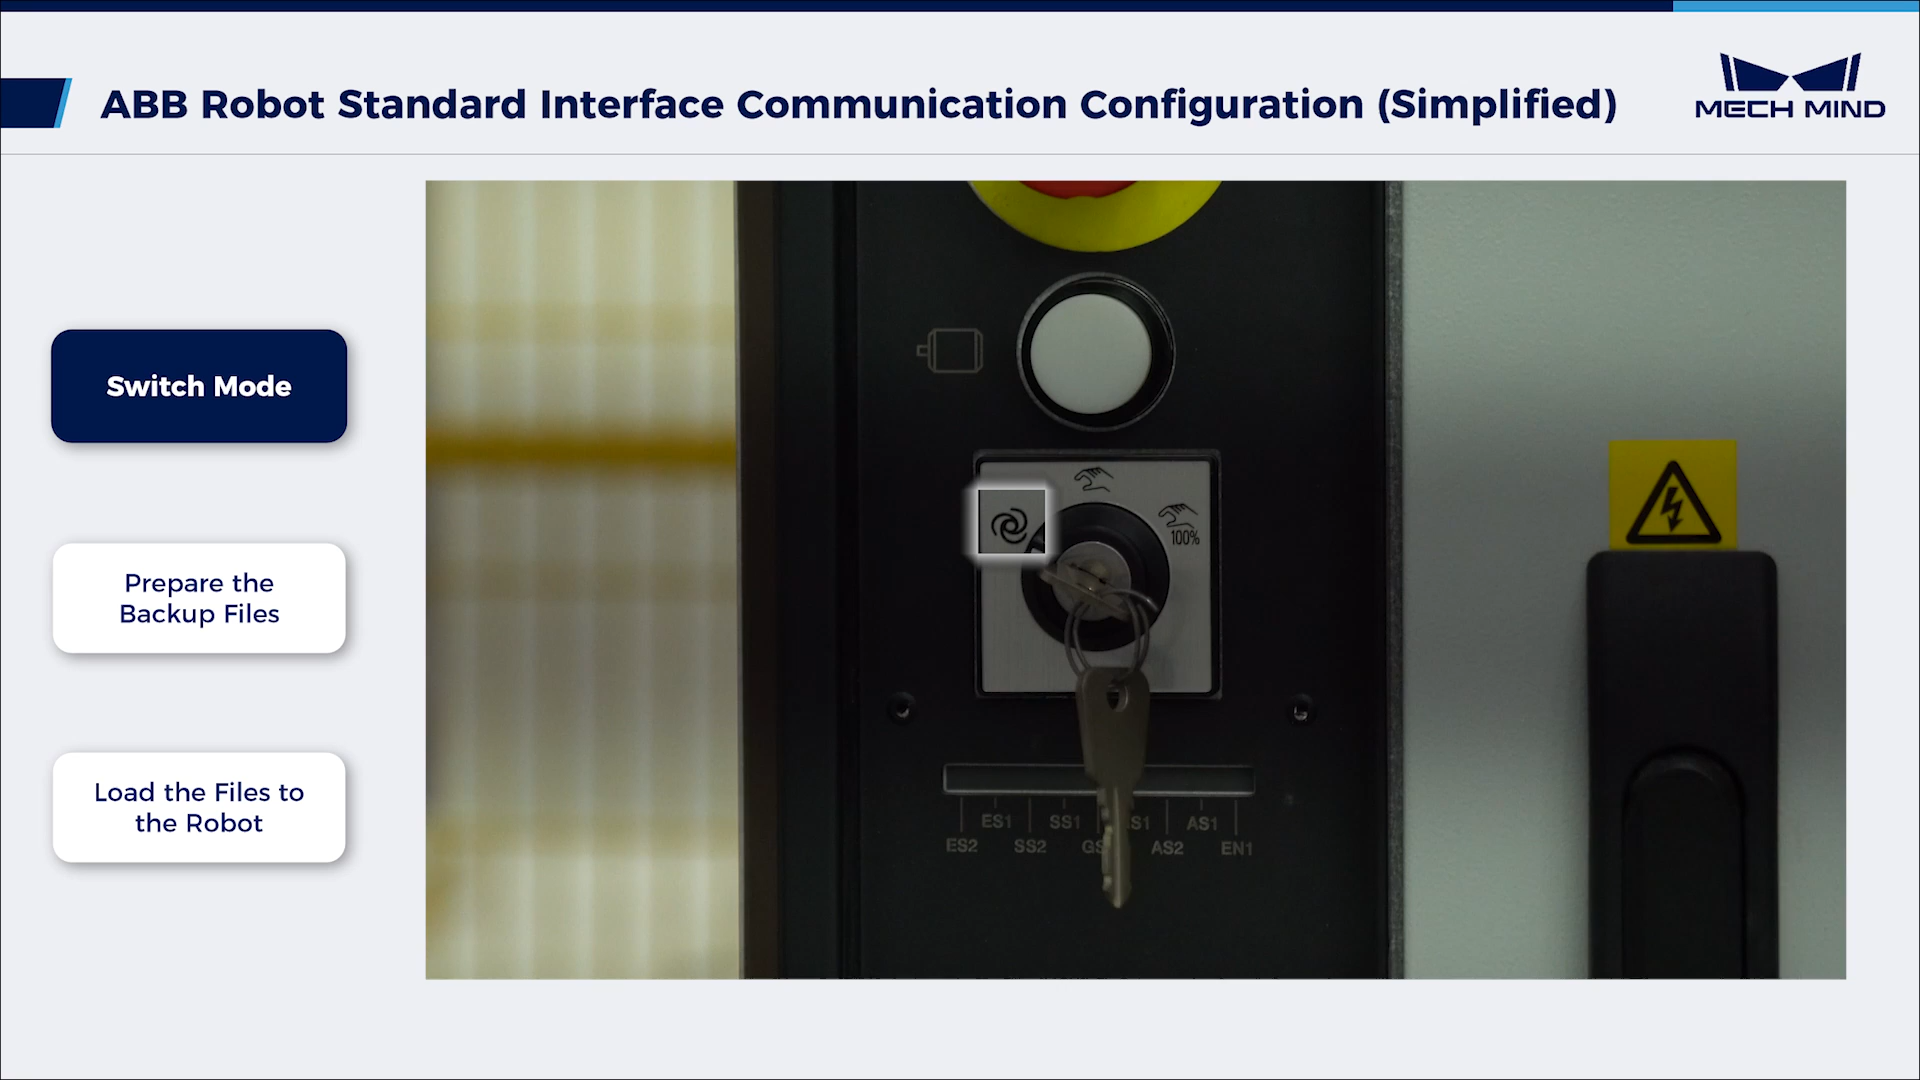 ABB Robot Standard Interface Communication Configuration (Simplified)
MECH MIND
Switch Mode
Prepare the
Backup Files
Load the Files to
the Robot
100%
ES1 SS1 AS1
ES2 SS2 AS2 EN1